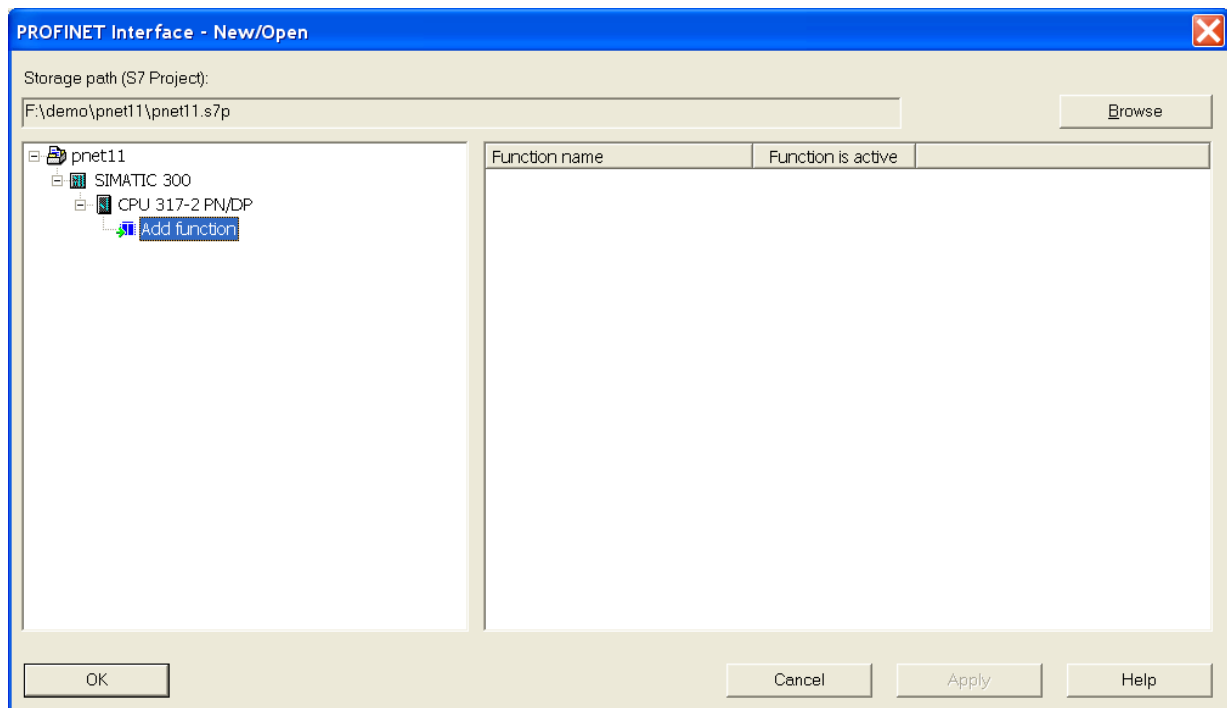 PROFINET Interface - New/Open
Storage path (S7 Project):
F:\demo\pnet11\pnet11.s7p
Browse
pnet11
SIMATIC 300
CPU 317-2 PN/DP
Add function
Function name Function is active
OK Cancel Apply Help